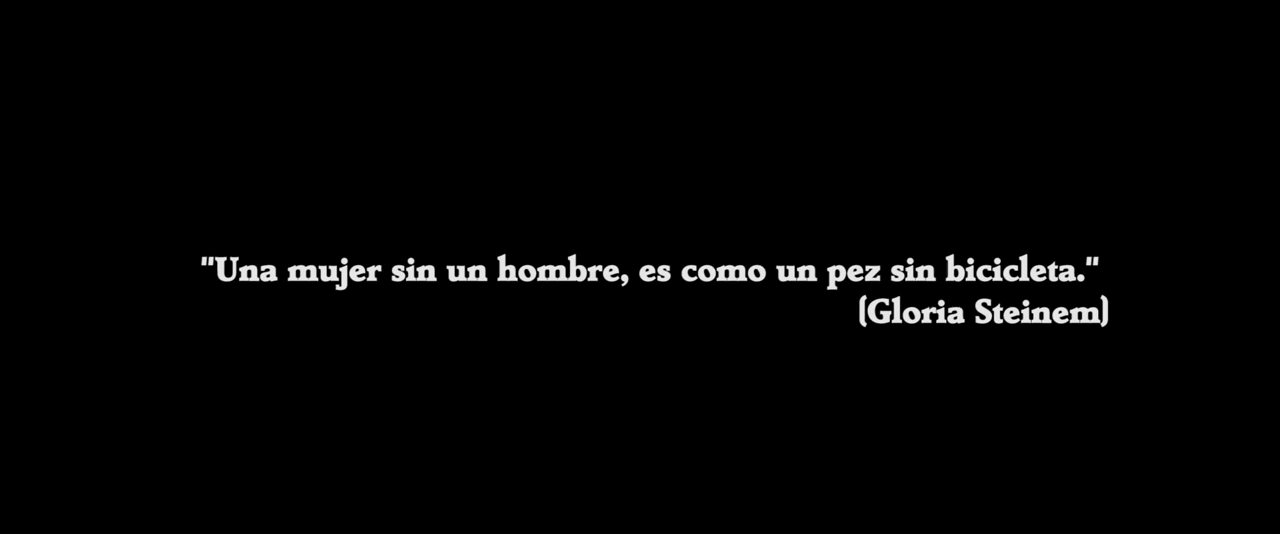 "Una mujer sin un hombre, es como un pez sin bicicleta."
(Gloria Steinem)